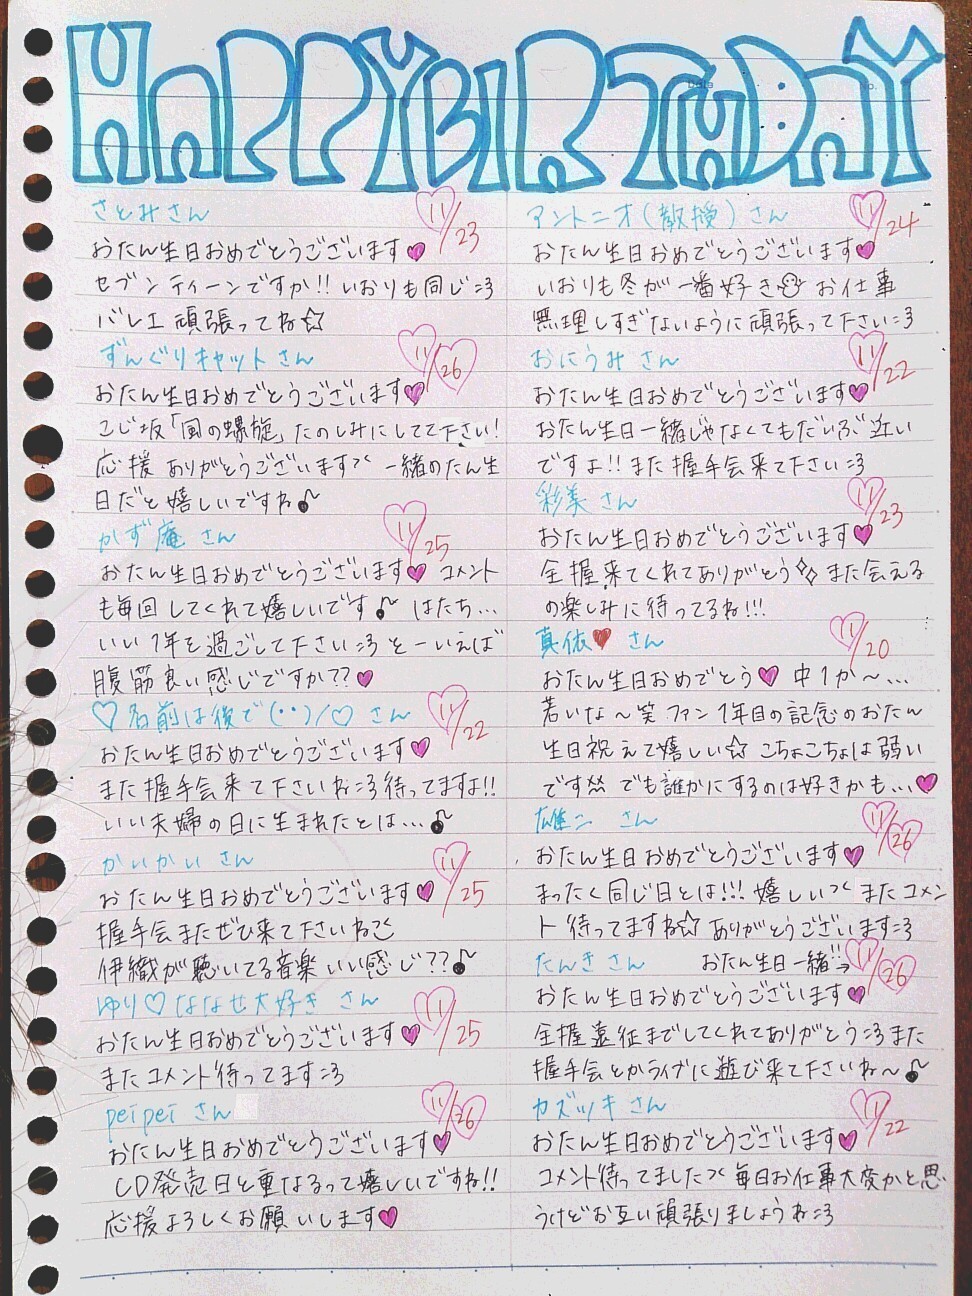 HAPPY BIRTHDAY
Date
No.
さとみさん 11/23
おたん生日おめでとうございます♥
セブンティーンですか!! いおりも同じ:3
バレエ頑張ってね☆
ずんぐりキャットさん 11/26
おたん生日おめでとうございます♥
こじ坂「風の螺旋」たのしみにしてて下さい!
応援ありがとうございます 一緒のたん生
日だと嬉しいですね♪
かず庵さん 11/25
おたん生日おめでとうございます♥ コメント
も毎回してくれて嬉しいです♪ はたち...
いい1年を過ごして下さい:3 とーいえば
腹筋良い感じですか??♥
♡名前は後で(··)/♡ さん 11/22
おたん生日おめでとうございます♥
また握手会来て下さいね:3待ってますよ!!
いい夫婦の日に生まれたとは...♪
かいかいさん 11/25
おたん生日おめでとうございます♥
握手会またぜひ来て下さいね
伊織が聴いてる音楽いい感じ??♪
ゆり♡ななせ大好きさん 11/25
おたん生日おめでとうございます♥
またコメント待ってます:3
peipeiさん 11/26
おたん生日おめでとうございます♥
CD発売日と重なるって嬉しいですね!!
応援よろしくお願いします♥
アントニオ(教授)さん 11/24
おたん生日おめでとうございます♥
いおりも冬が一番好き お仕事
無理しすぎないように頑張って下さい:3
おにうみさん 11/22
おたん生日おめでとうございます♥
おたん生日一緒じゃなくてもだいぶ近い
ですよ!! また握手会来て下さい:3
彩美さん 11/23
おたん生日おめでとうございます♥
全握来てくれてありがとう また会える
の楽しみに待ってるね!!!
真依♥さん 11/20
おたん生日おめでとう♥ 中1か〜...
若いな〜笑 ファン1年目の記念のおたん
生日祝えて嬉しい☆ こちょこちょは弱い
です でも誰かにするのは好きかも...♥
雄二さん 11/26
おたん生日おめでとうございます♥
まったく同じ日とは!!! 嬉しい またコメン
ト待ってますね☆ ありがとうございます:3
たんきさん おたん生日一緒!!→ 11/26
おたん生日おめでとうございます♥
全握遠征までしてくれてありがとう:3 また
握手会とかライブに遊び来て下さいね〜♪
カズツキさん 11/22
おたん生日おめでとうございます♥
コメント待ってました 毎日お仕事大変かと思
うけどお互い頑張りましょうね:3